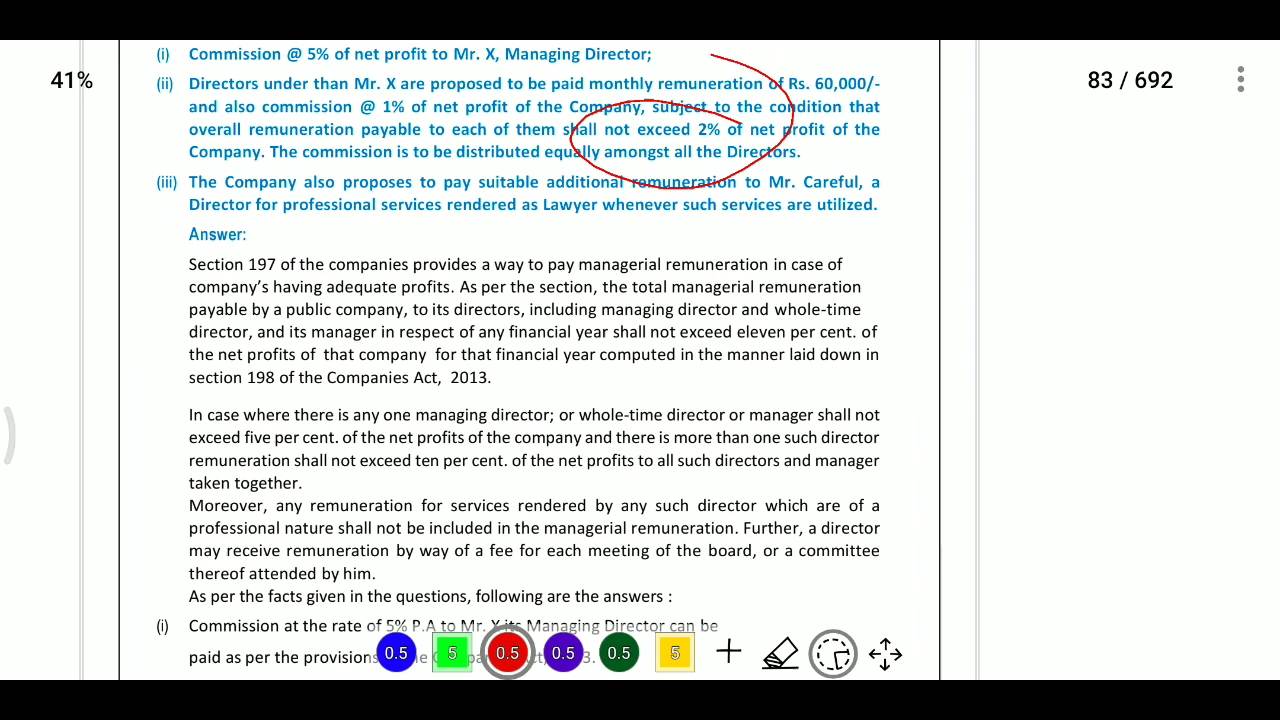 41%
83 / 692
(i) Commission @ 5% of net profit to Mr. X, Managing Director;
(ii) Directors under than Mr. X are proposed to be paid monthly remuneration of Rs. 60,000/-
and also commission @ 1% of net profit of the Company, subject to the condition that
overall remuneration payable to each of them shall not exceed 2% of net profit of the
Company. The commission is to be distributed equally amongst all the Directors.
(iii) The Company also proposes to pay suitable additional remuneration to Mr. Careful, a
Director for professional services rendered as Lawyer whenever such services are utilized.
Answer:
Section 197 of the companies provides a way to pay managerial remuneration in case of
company's having adequate profits. As per the section, the total managerial remuneration
payable by a public company, to its directors, including managing director and whole-time
director, and its manager in respect of any financial year shall not exceed eleven per cent. of
the net profits of that company for that financial year computed in the manner laid down in
section 198 of the Companies Act, 2013.
In case where there is any one managing director; or whole-time director or manager shall not
exceed five per cent. of the net profits of the company and there is more than one such director
remuneration shall not exceed ten per cent. of the net profits to all such directors and manager
taken together.
Moreover, any remuneration for services rendered by any such director which are of a
professional nature shall not be included in the managerial remuneration. Further, a director
may receive remuneration by way of a fee for each meeting of the board, or a committee
thereof attended by him.
As per the facts given in the questions, following are the answers :
(i) Commission at the rate of 5% P.A to Mr. X its Managing Director can be
paid as per the provisions
0.5 5 0.5 0.5 0.5 5